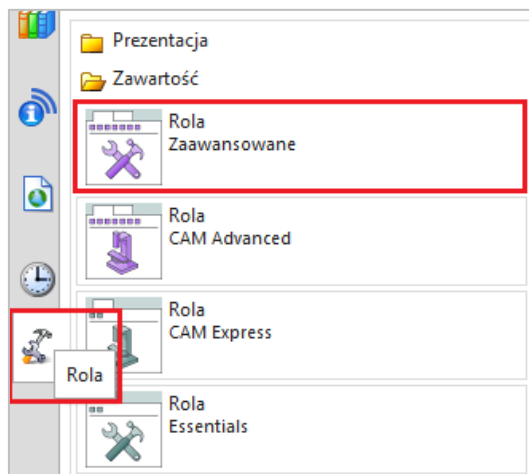 Prezentacja
Zawartość
Rola
Zaawansowane
Rola
CAM Advanced
Rola
CAM Express
Rola
Rola
Essentials